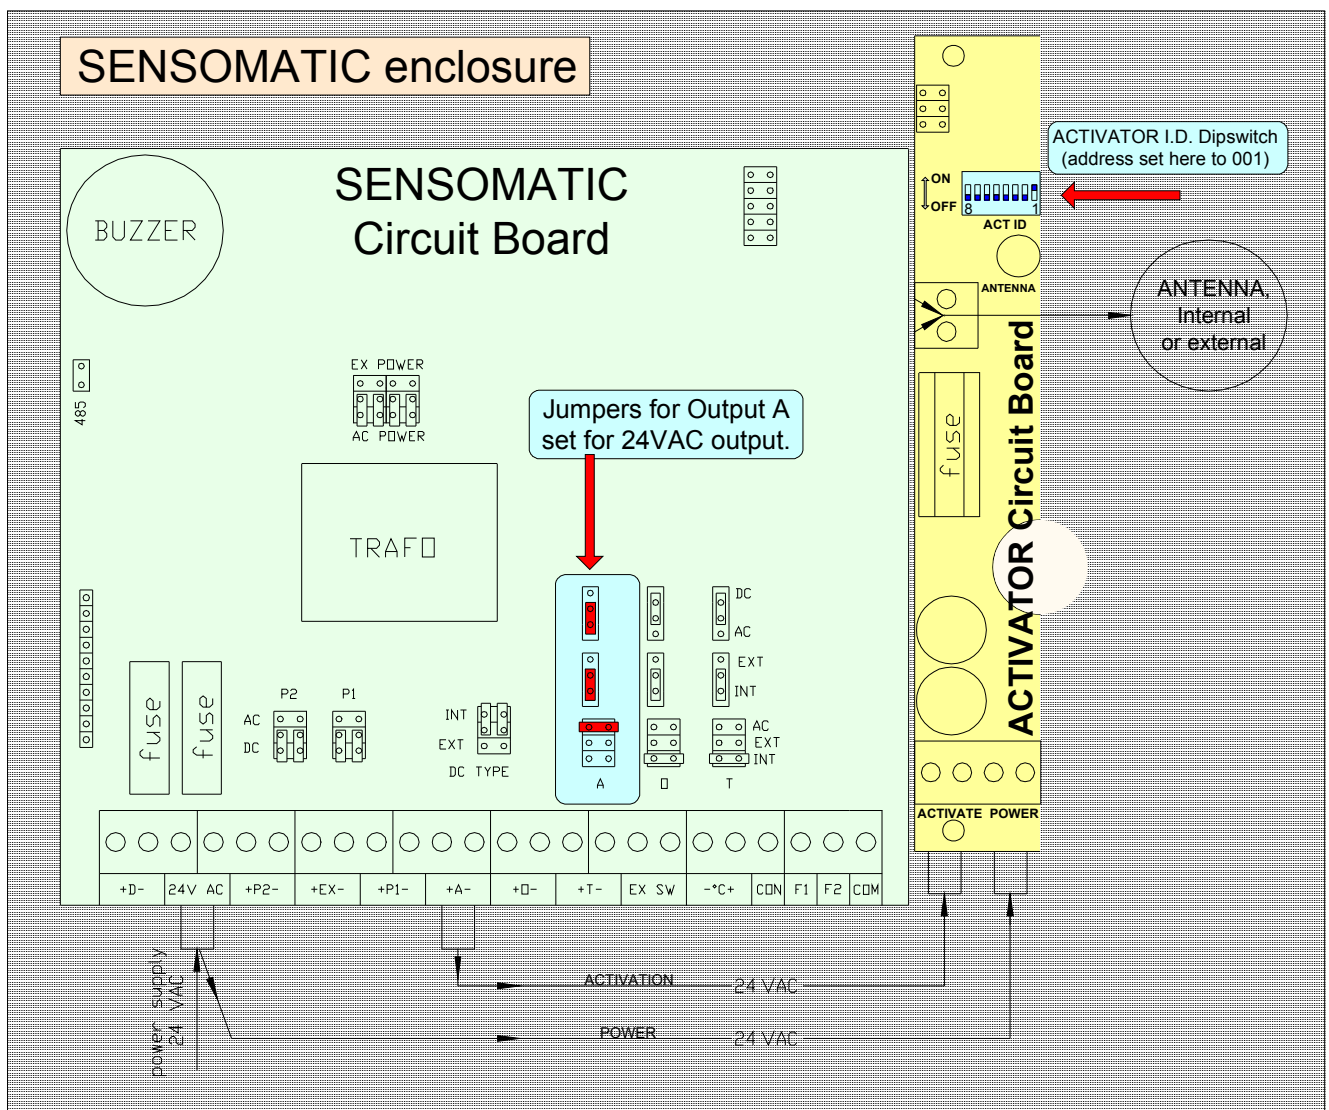 SENSOMATIC enclosure
SENSOMATIC
Circuit Board
BUZZER
ACTIVATOR I.D. Dipswitch
(address set here to 001)
ON
OFF
8 1
ACT ID
ANTENNA
ANTENNA,
Internal
or external
485
EX POWER
AC POWER
Jumpers for Output A
set for 24VAC output.
fuse
ACTIVATOR Circuit Board
TRAFO
DC
AC
EXT
INT
fuse
fuse
P2
P1
AC
DC
INT
EXT
DC TYPE
AC
EXT
INT
A O T
ACTIVATE POWER
+D- 24V AC +P2- +EX- +P1- +A- +O- +T- EX SW -°C+ CON F1 F2 COM
power supply
24 VAC
ACTIVATION 24 VAC
POWER 24 VAC